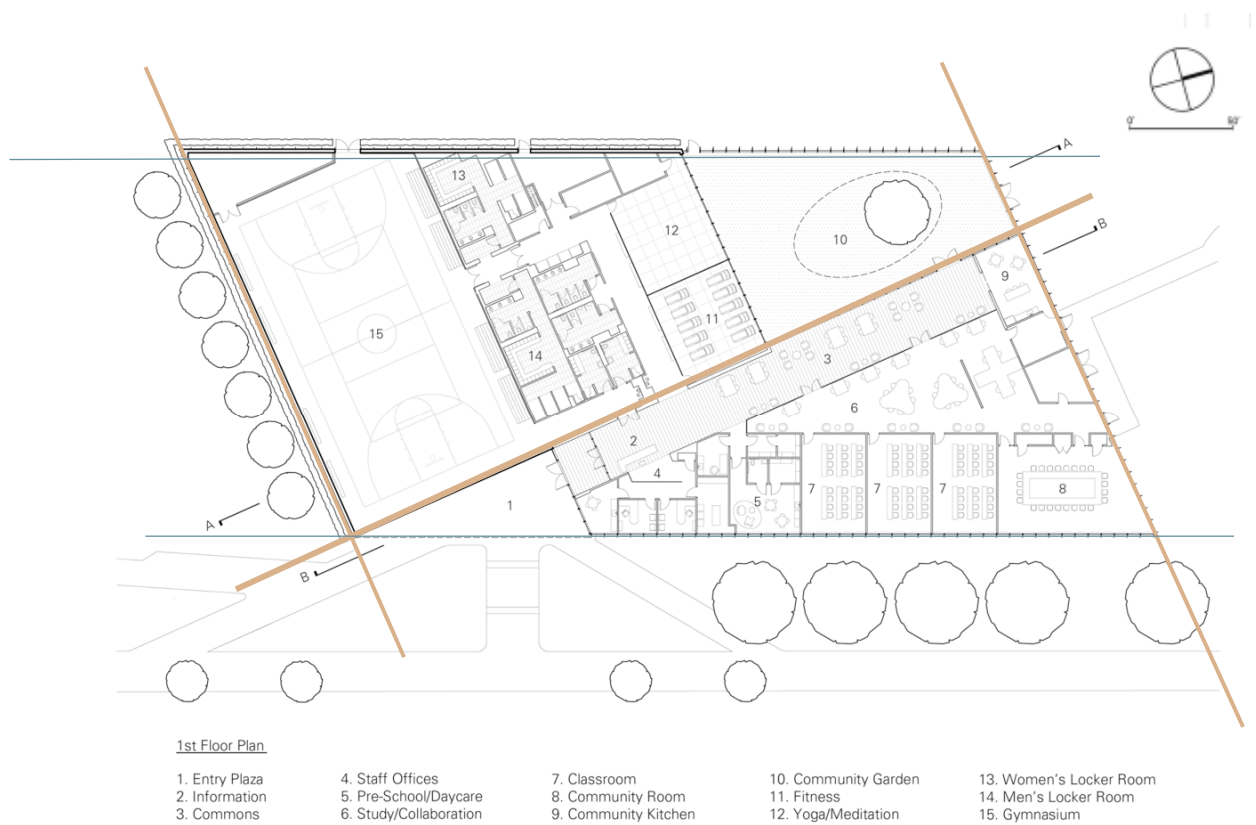 0'
50'
A
B
13
12
10
9
15
11
14
3
6
2
4
7
7
7
8
5
1
A
B
1st Floor Plan
1. Entry Plaza
2. Information
3. Commons
4. Staff Offices
5. Pre-School/Daycare
6. Study/Collaboration
7. Classroom
8. Community Room
9. Community Kitchen
10. Community Garden
11. Fitness
12. Yoga/Meditation
13. Women's Locker Room
14. Men's Locker Room
15. Gymnasium